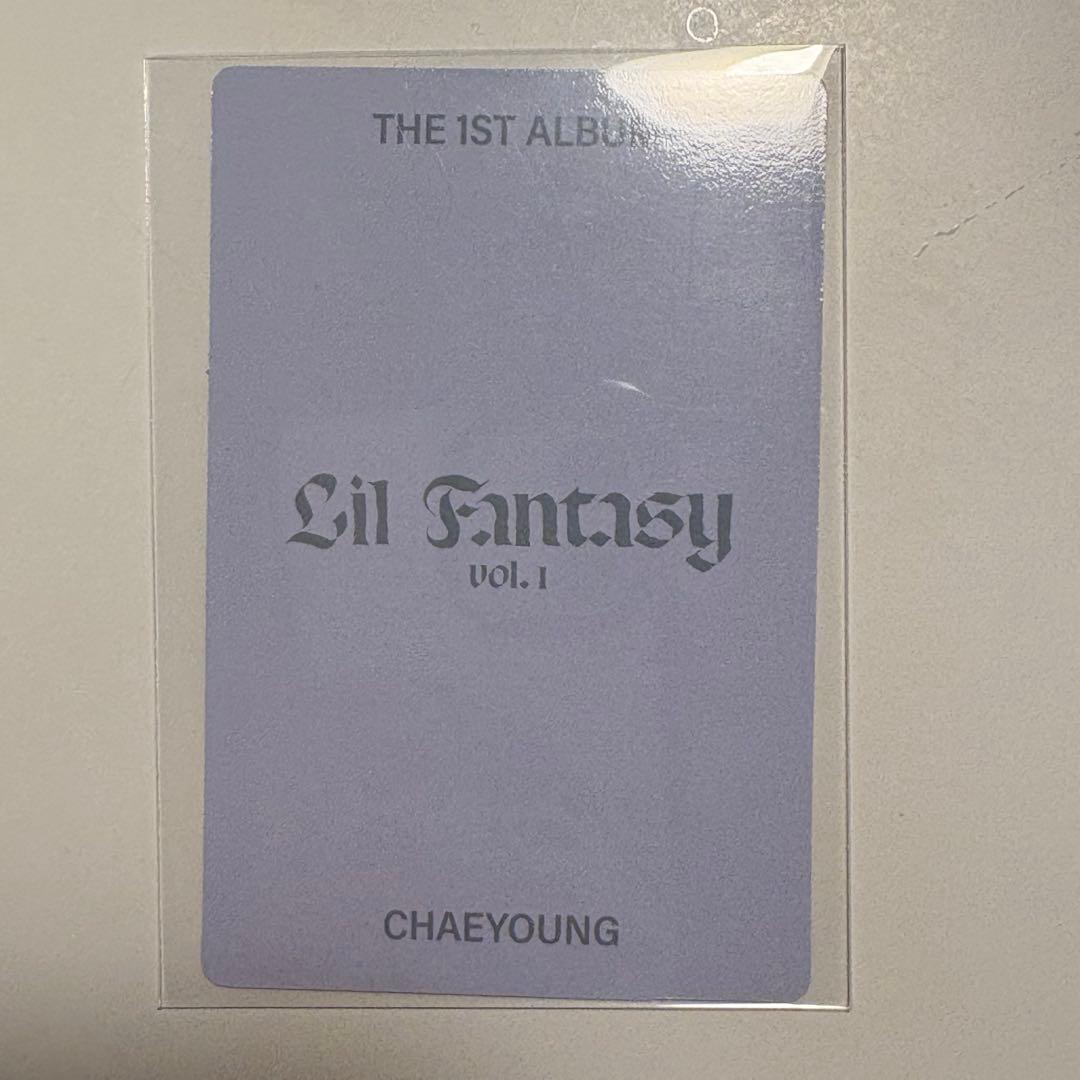 THE 1ST ALBUM
Lil Fantasy
vol. 1
CHAEYOUNG